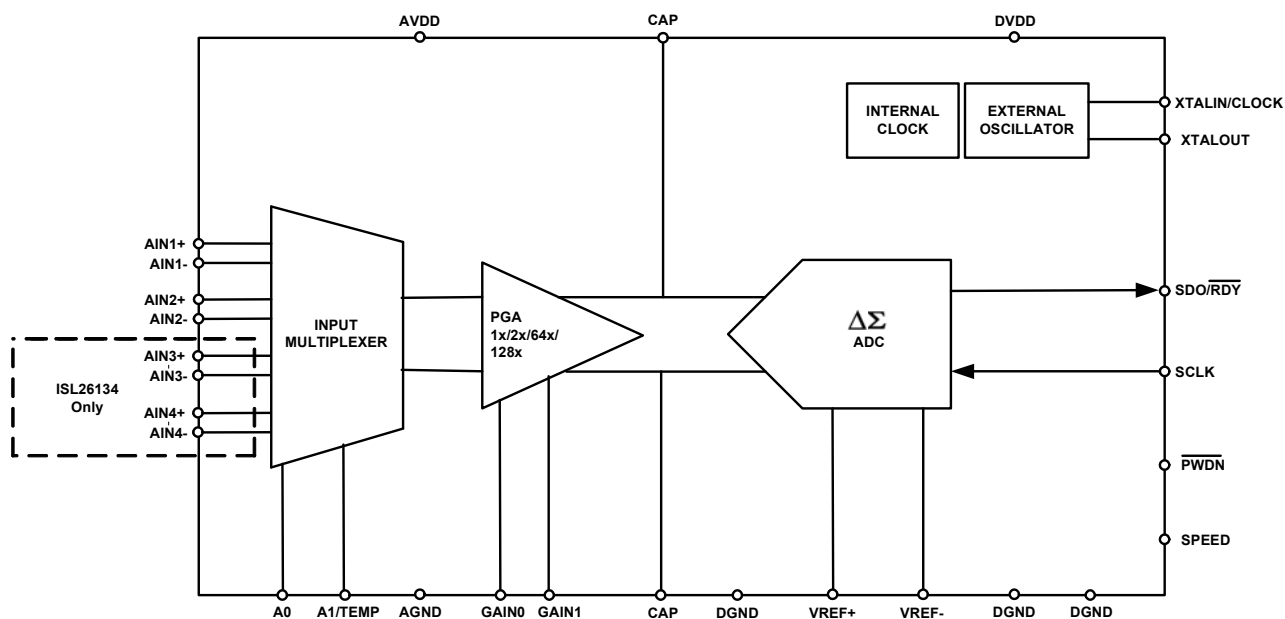 AVDD
CAP
DVDD
INTERNAL
CLOCK
EXTERNAL
OSCILLATOR
XTALIN/CLOCK
XTALOUT
AIN1+
AIN1-
AIN2+
AIN2-
AIN3+
AIN3-
AIN4+
AIN4-
ISL26134
Only
INPUT
MULTIPLEXER
PGA
1x/2x/64x/
128x
ΔΣ
ADC
SDO/RDY
SCLK
PWDN
SPEED
A0
A1/TEMP
AGND
GAIN0
GAIN1
CAP
DGND
VREF+
VREF-
DGND
DGND